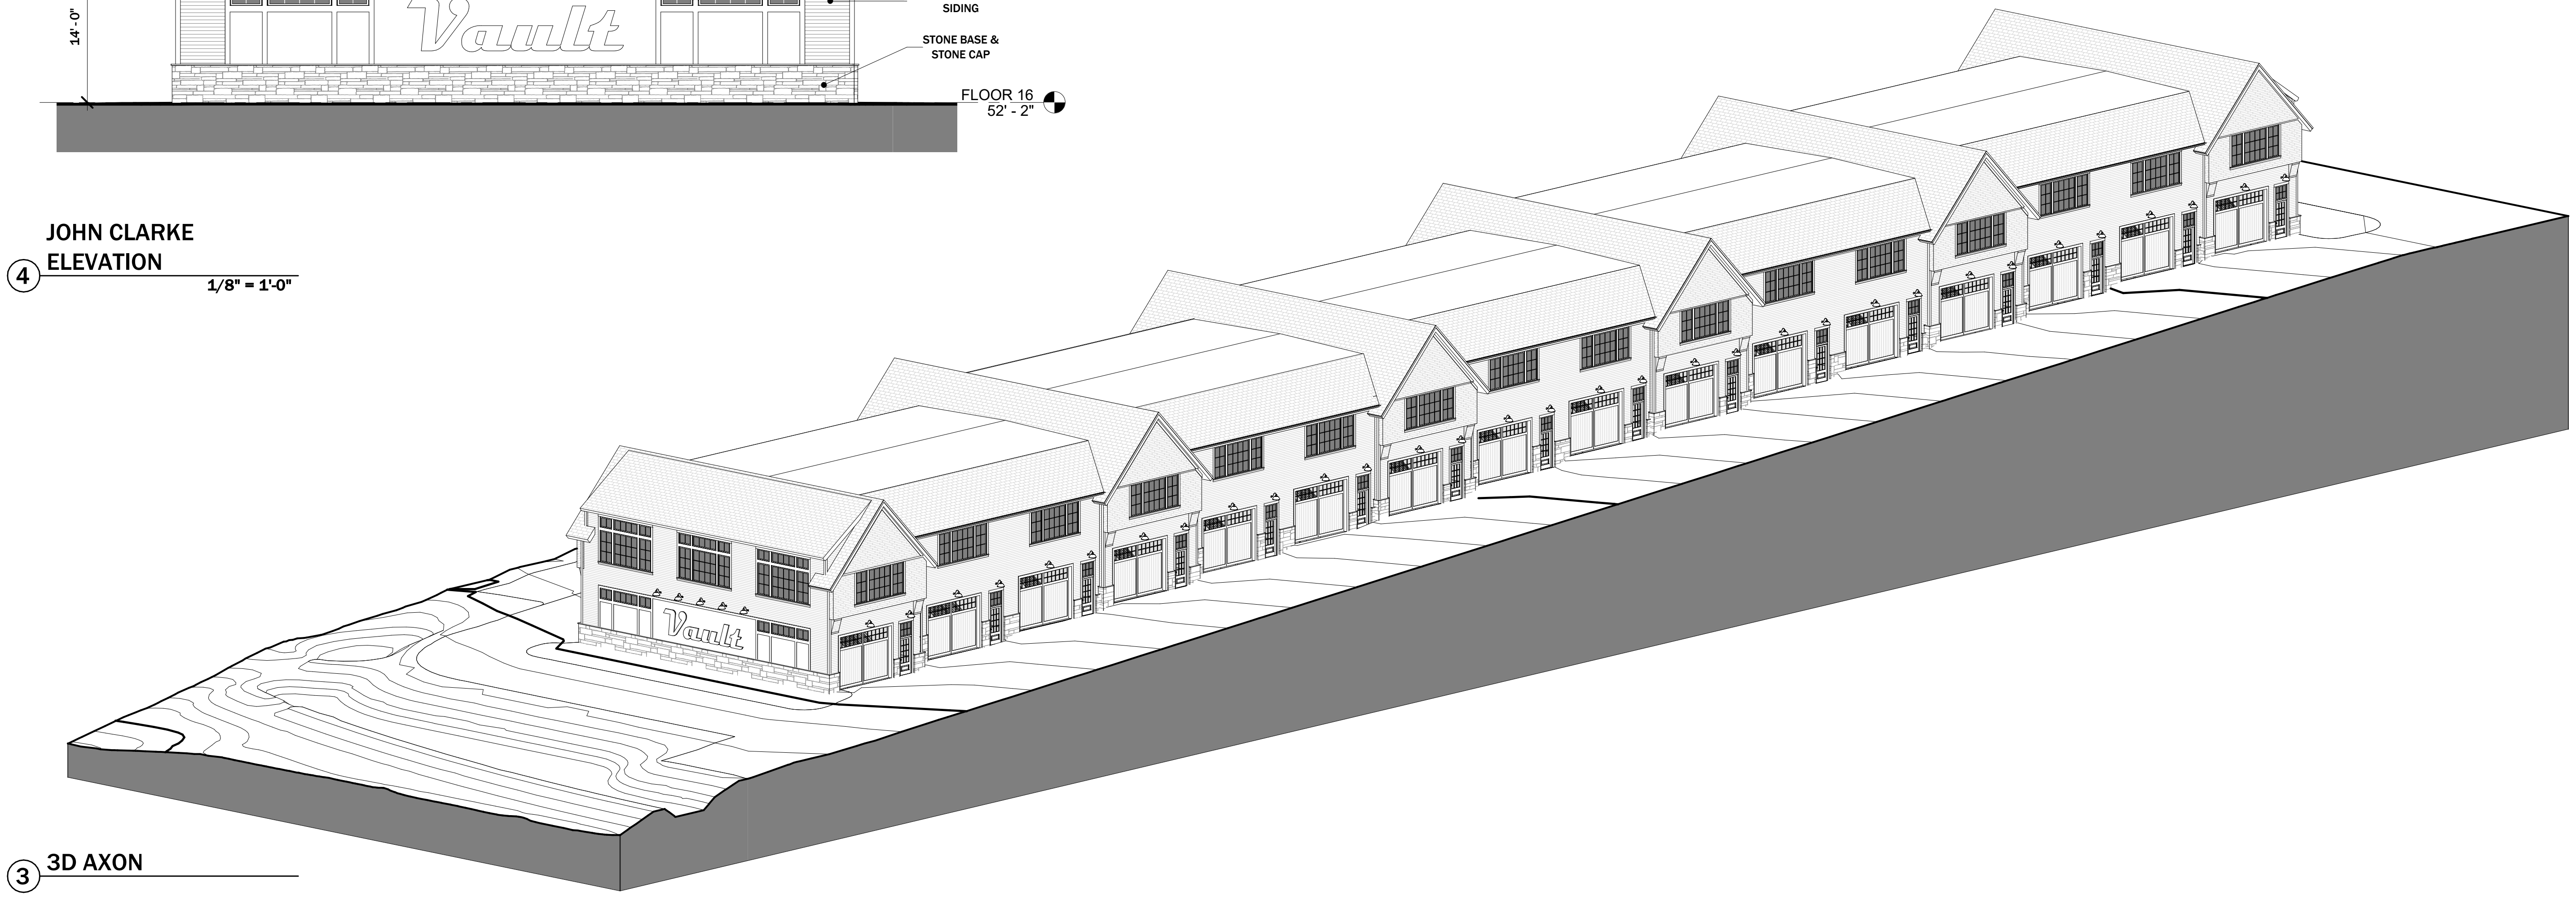 14' - 0"
SIDING
Vault
STONE BASE &
STONE CAP
FLOOR 16
52' - 2"
JOHN CLARKE
4 ELEVATION
1/8" = 1'-0"
Vault
3 3D AXON